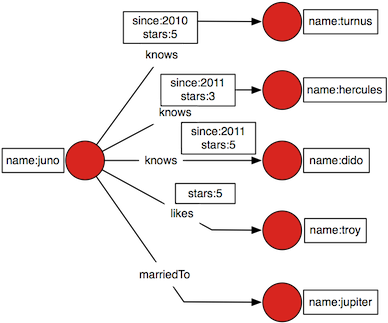 since:2010
stars:5
name:turnus
knows
since:2011
stars:3
name:hercules
knows
since:2011
stars:5
name:juno
knows
name:dido
stars:5
likes
name:troy
marriedTo
name:jupiter